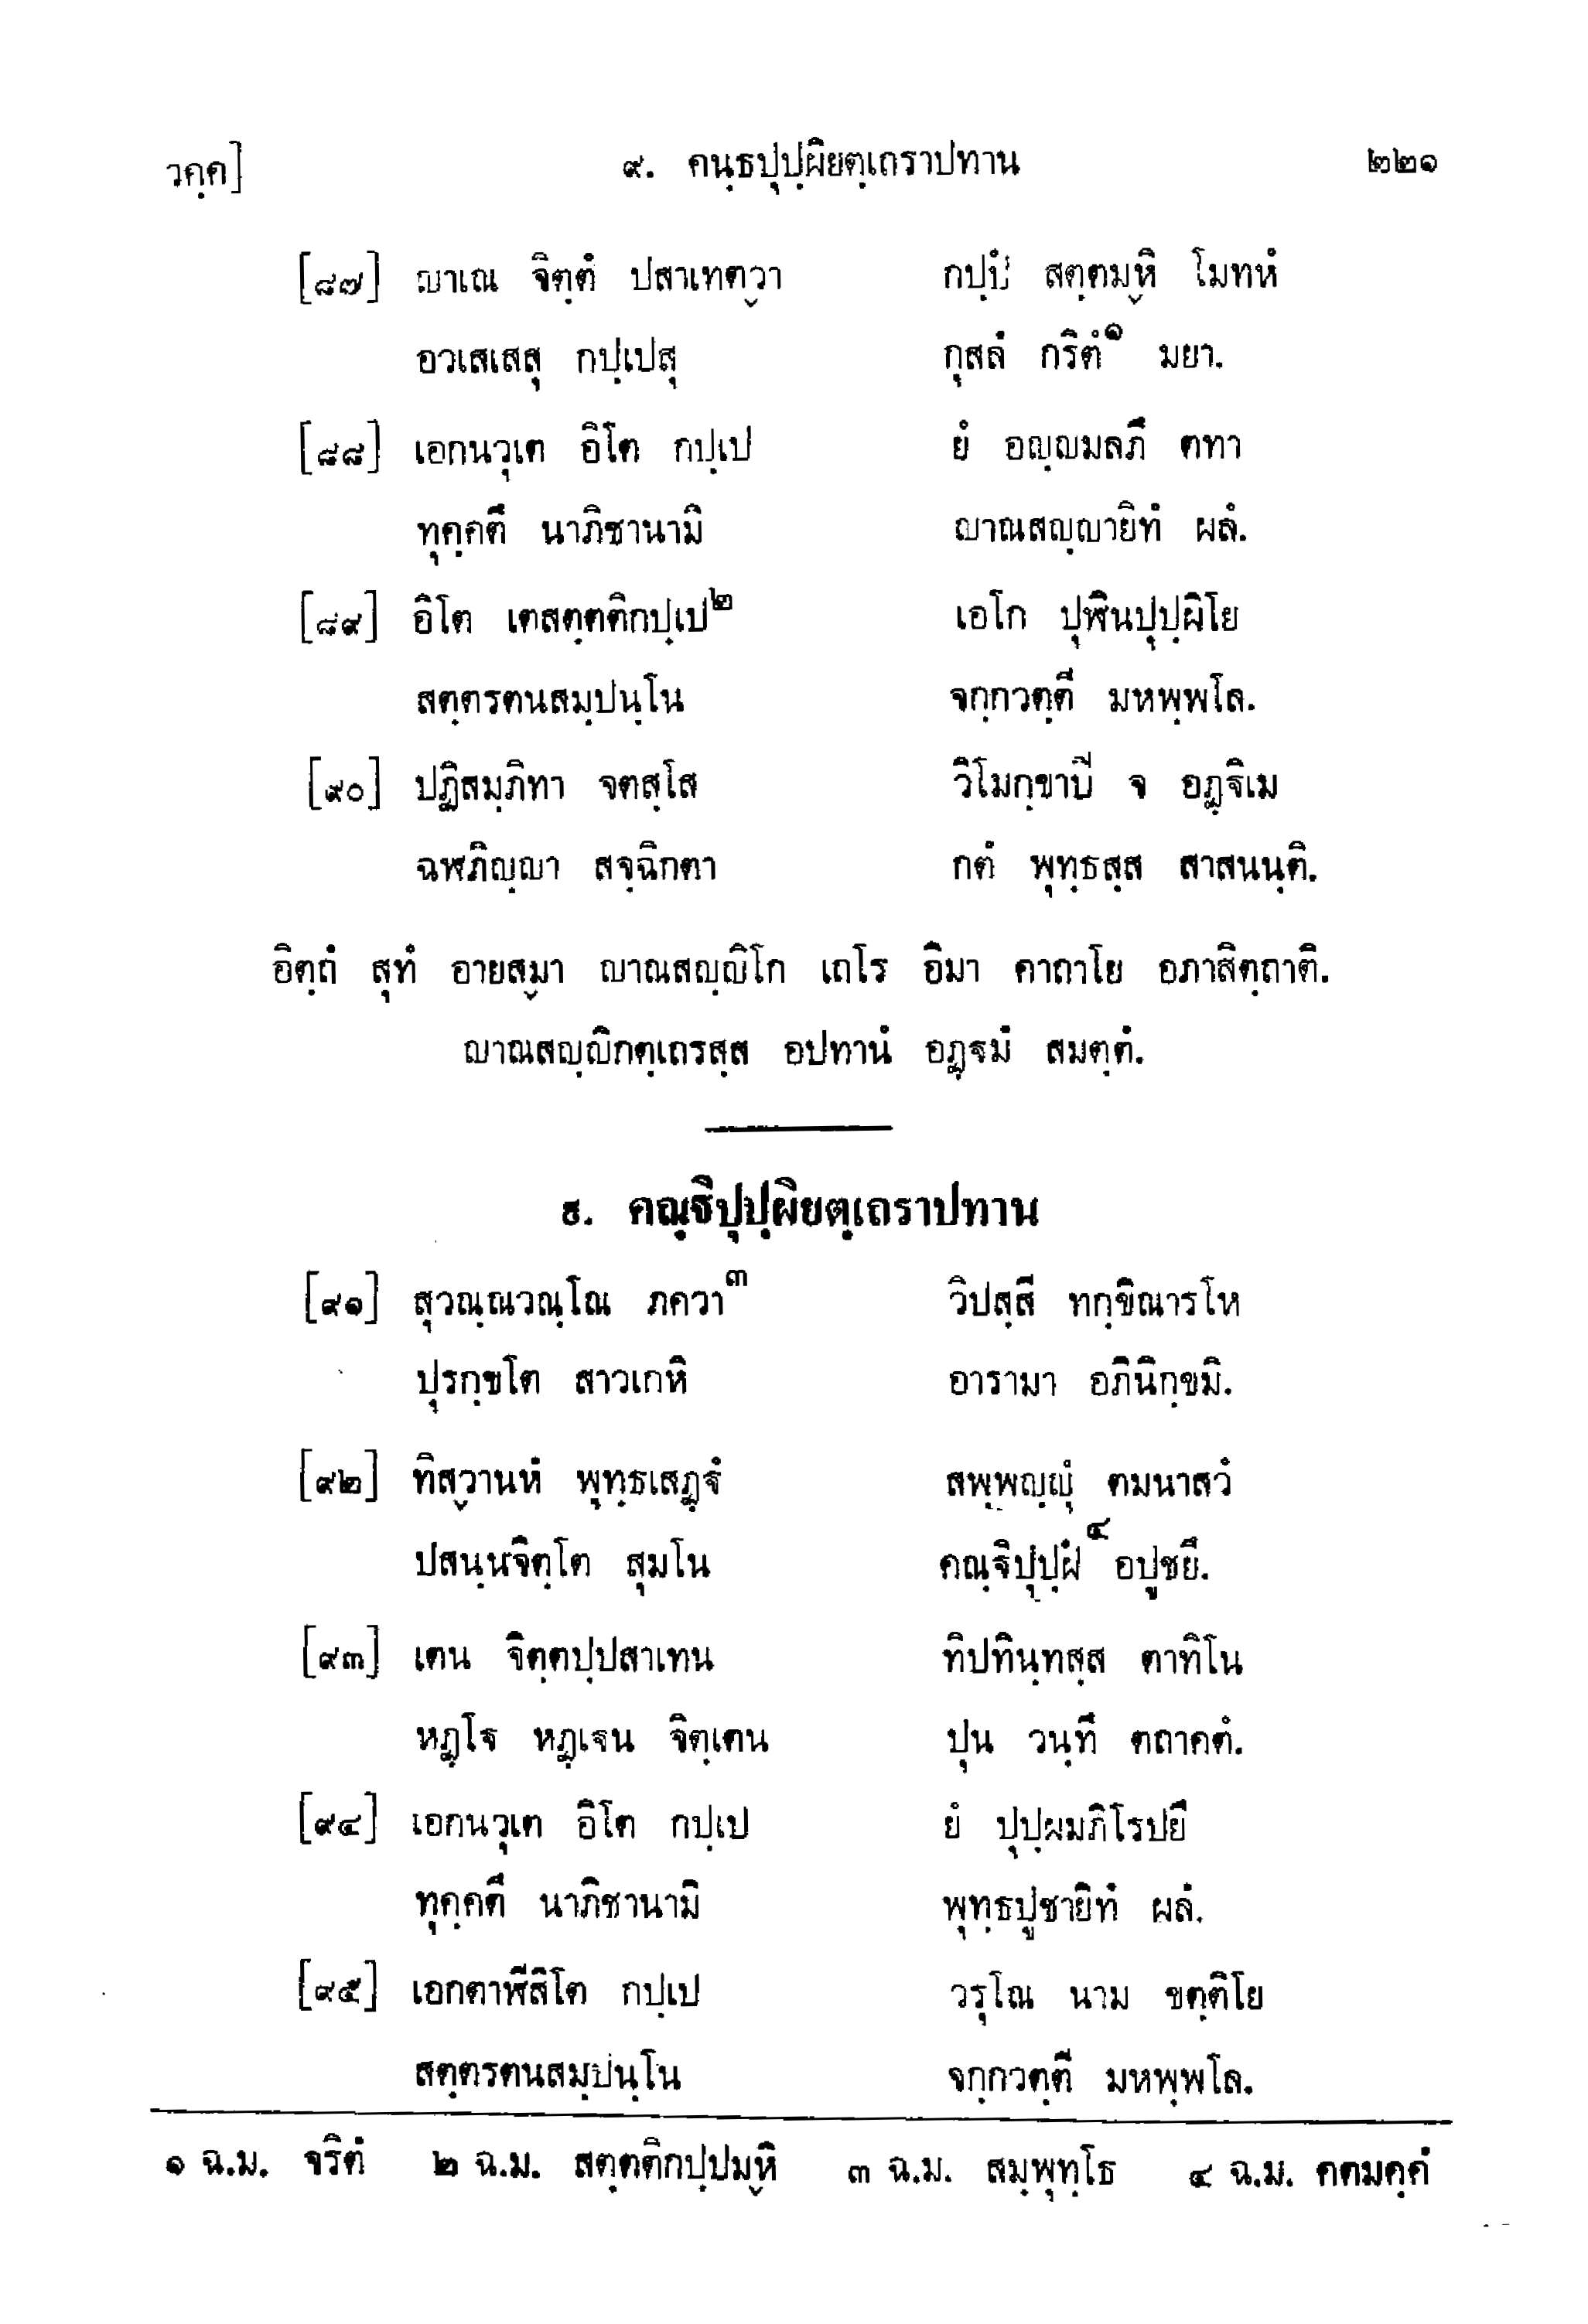 วคฺค] ๙. คนฺธปุปฺผิยตฺเถราปทาน ๒๒๑
[๘๗] ญาเณ จิตฺตํ ปสาเทตฺวา กปฺปํ สคฺคมฺหิ โมทหํ
อวเสเสสุ กปฺเปสุ กุสลํ กริตํ๑ มยา.
[๘๘] เอกนวุเต อิโต กปฺเป ยํ อญฺญมลภึ ตทา
ทุคฺคตึ นาภิชานามิ ญาณสญฺญายิทํ ผลํ.
[๘๙] อิโต เตสตฺตติกปฺเป๒ เอโก ปุฬินปุปฺผิโย
สตฺตรตนสมฺปนฺโน จกฺกวตฺตี มหพฺพโล.
[๙๐] ปฏิสมฺภิทา จตสฺโส วิโมกฺขาปิ จ อฏฺฐิเม
ฉฬภิญฺญา สจฺฉิกตา กตํ พุทฺธสฺส สาสนนฺติ.
อิตฺถํ สุทํ อายสฺมา ญาณสญฺญิโก เถโร อิมา คาถาโย อภาสิตฺถาติ.
ญาณสญฺญิกตฺเถรสฺส อปทานํ อฏฺฐมํ สมตฺตํ.
๙. คณฺฐิปุปฺผิยตฺเถราปทาน
[๙๑] สุวณฺณวณฺโณ ภควา๓ วิปสฺสี ทกฺขิณารโห
ปุรกฺขโต สาวเกหิ อารามา อภินิกฺขมิ.
[๙๒] ทิสฺวานหํ พุทฺธเสฏฺฐํ สพฺพญฺญุํ ตมนาสวํ
ปสนฺนจิตฺโต สุมโน คณฺฐิปุปฺผํ๔ อปูชยึ.
[๙๓] เตน จิตฺตปฺปสาเทน ทิปทินฺทสฺส ตาทิโน
หฏฺโฐ หฏฺเฐน จิตฺเตน ปุน วนฺทึ ตถาคตํ.
[๙๔] เอกนวุเต อิโต กปฺเป ยํ ปุปฺผมภิโรปยึ
ทุคฺคตึ นาภิชานามิ พุทฺธปูชายิทํ ผลํ.
[๙๕] เอกตาฬีสิโต กปฺเป วรุโณ นาม ขตฺติโย
สตฺตรตนสมฺปนฺโน จกฺกวตฺตี มหพฺพโล.
๑ ฉ.ม. จริตํ ๒ ฉ.ม. สตฺตติกปฺปมฺหิ ๓ ฉ.ม. สมฺพุทฺโธ ๔ ฉ.ม. คตมคฺคํ